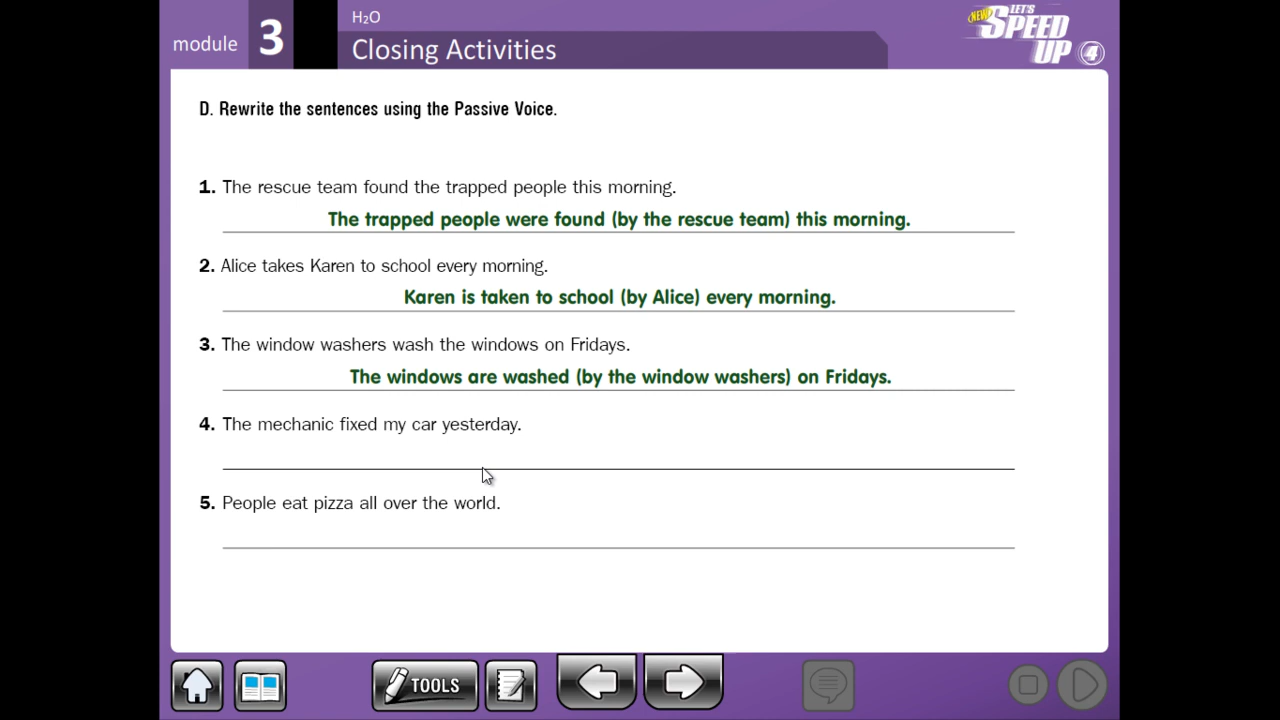 H₂O
module 3
Closing Activities
NEW LET'S
SPEED
UP 4
D. Rewrite the sentences using the Passive Voice.
1. The rescue team found the trapped people this morning.
The trapped people were found (by the rescue team) this morning.
2. Alice takes Karen to school every morning.
Karen is taken to school (by Alice) every morning.
3. The window washers wash the windows on Fridays.
The windows are washed (by the window washers) on Fridays.
4. The mechanic fixed my car yesterday.
5. People eat pizza all over the world.
TOOLS